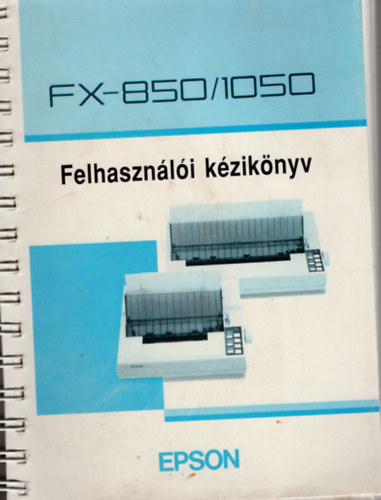 FX-850/1050
Felhasználói kézikönyv
EPSON